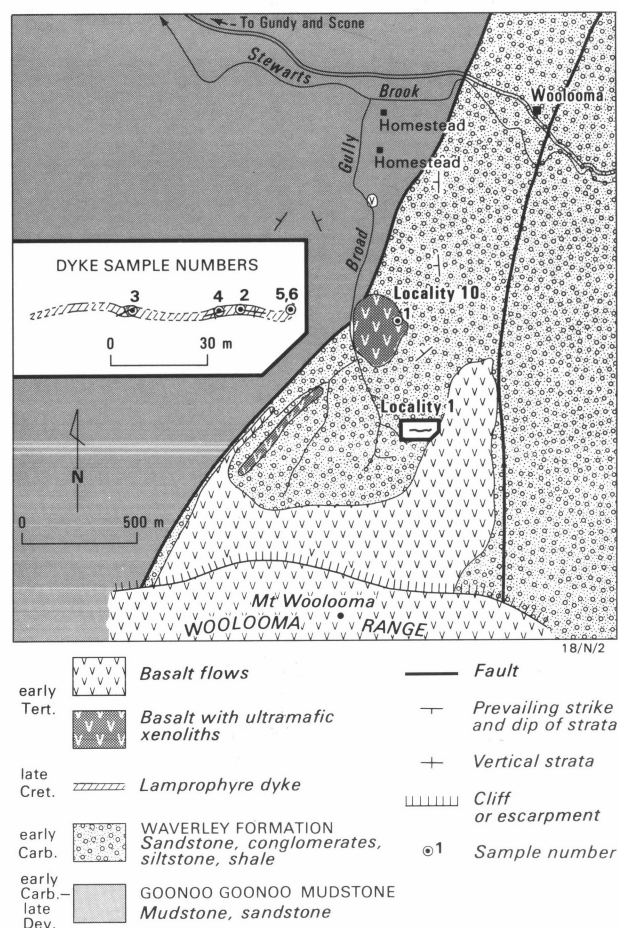 To Gundy and Scone
Stewarts
Brook
Woolooma
Homestead
Gully
Homestead
V
Broad
DYKE SAMPLE NUMBERS
3 4 2 5,6
0 30 m
Locality 10
1
Locality 1
N
0 500 m
Mt Woolooma
WOOLOOMA RANGE
18/N/2
early
Tert.
Basalt flows
Basalt with ultramafic
xenoliths
late
Cret.
Lamprophyre dyke
early
Carb.
WAVERLEY FORMATION
Sandstone, conglomerates,
siltstone, shale
early
Carb.–
late
Dev.
GOONOO GOONOO MUDSTONE
Mudstone, sandstone
Fault
Prevailing strike
and dip of strata
Vertical strata
Cliff
or escarpment
1 Sample number